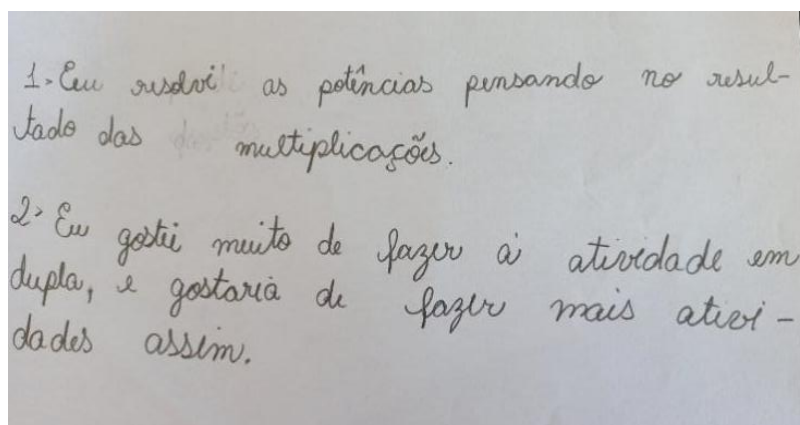 1- Eu resolvi as potências pensando no resul-
tado das multiplicações.
2- Eu gostei muito de fazer à atividade em
dupla, e gostaria de fazer mais ativi-
dades assim.